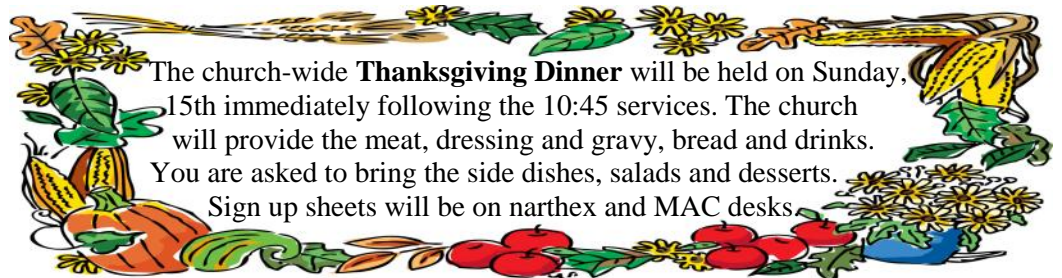 The church-wide Thanksgiving Dinner will be held on Sunday,
15th immediately following the 10:45 services. The church
will provide the meat, dressing and gravy, bread and drinks.
You are asked to bring the side dishes, salads and desserts.
Sign up sheets will be on narthex and MAC desks.